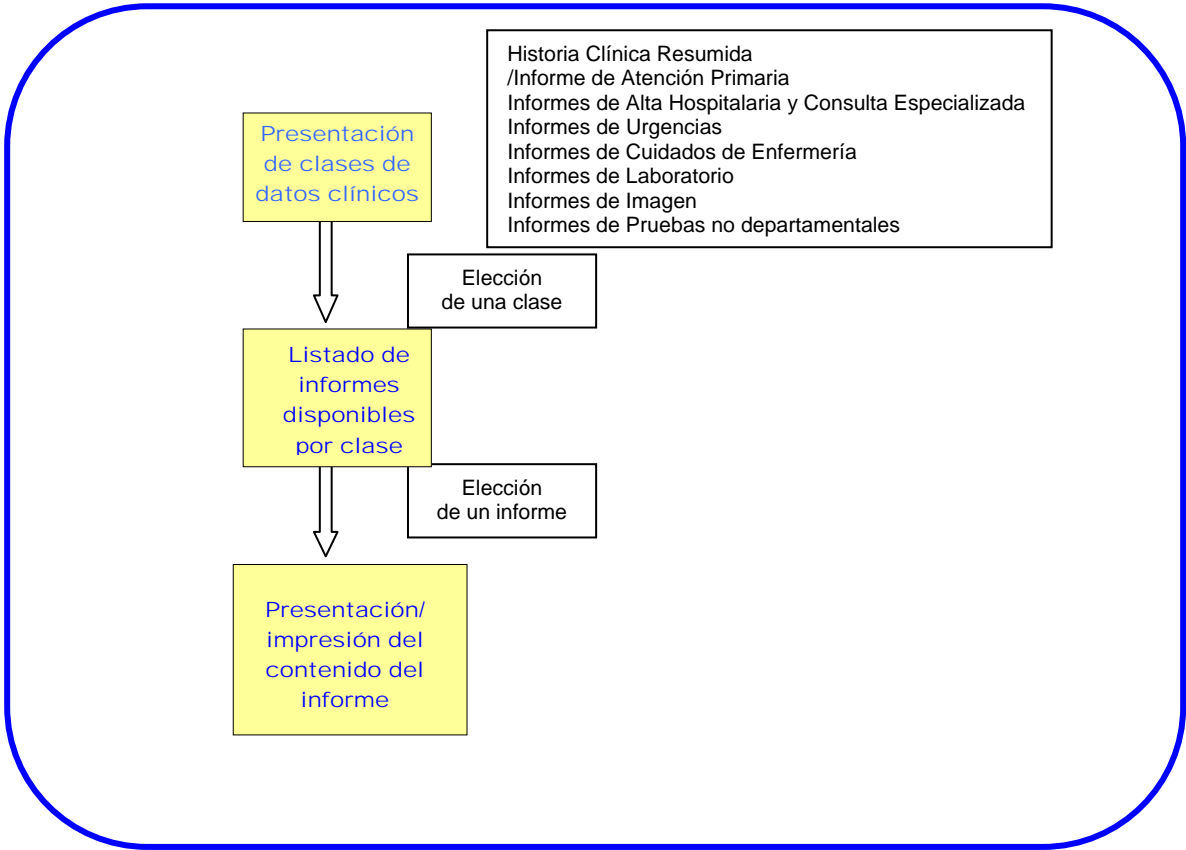 Historia Clínica Resumida
/Informe de Atención Primaria
Informes de Alta Hospitalaria y Consulta Especializada
Informes de Urgencias
Informes de Cuidados de Enfermería
Informes de Laboratorio
Informes de Imagen
Informes de Pruebas no departamentales
Presentación
de clases de
datos clínicos
Elección
de una clase
Listado de
informes
disponibles
por clase
Elección
de un informe
Presentación/
impresión del
contenido del
informe